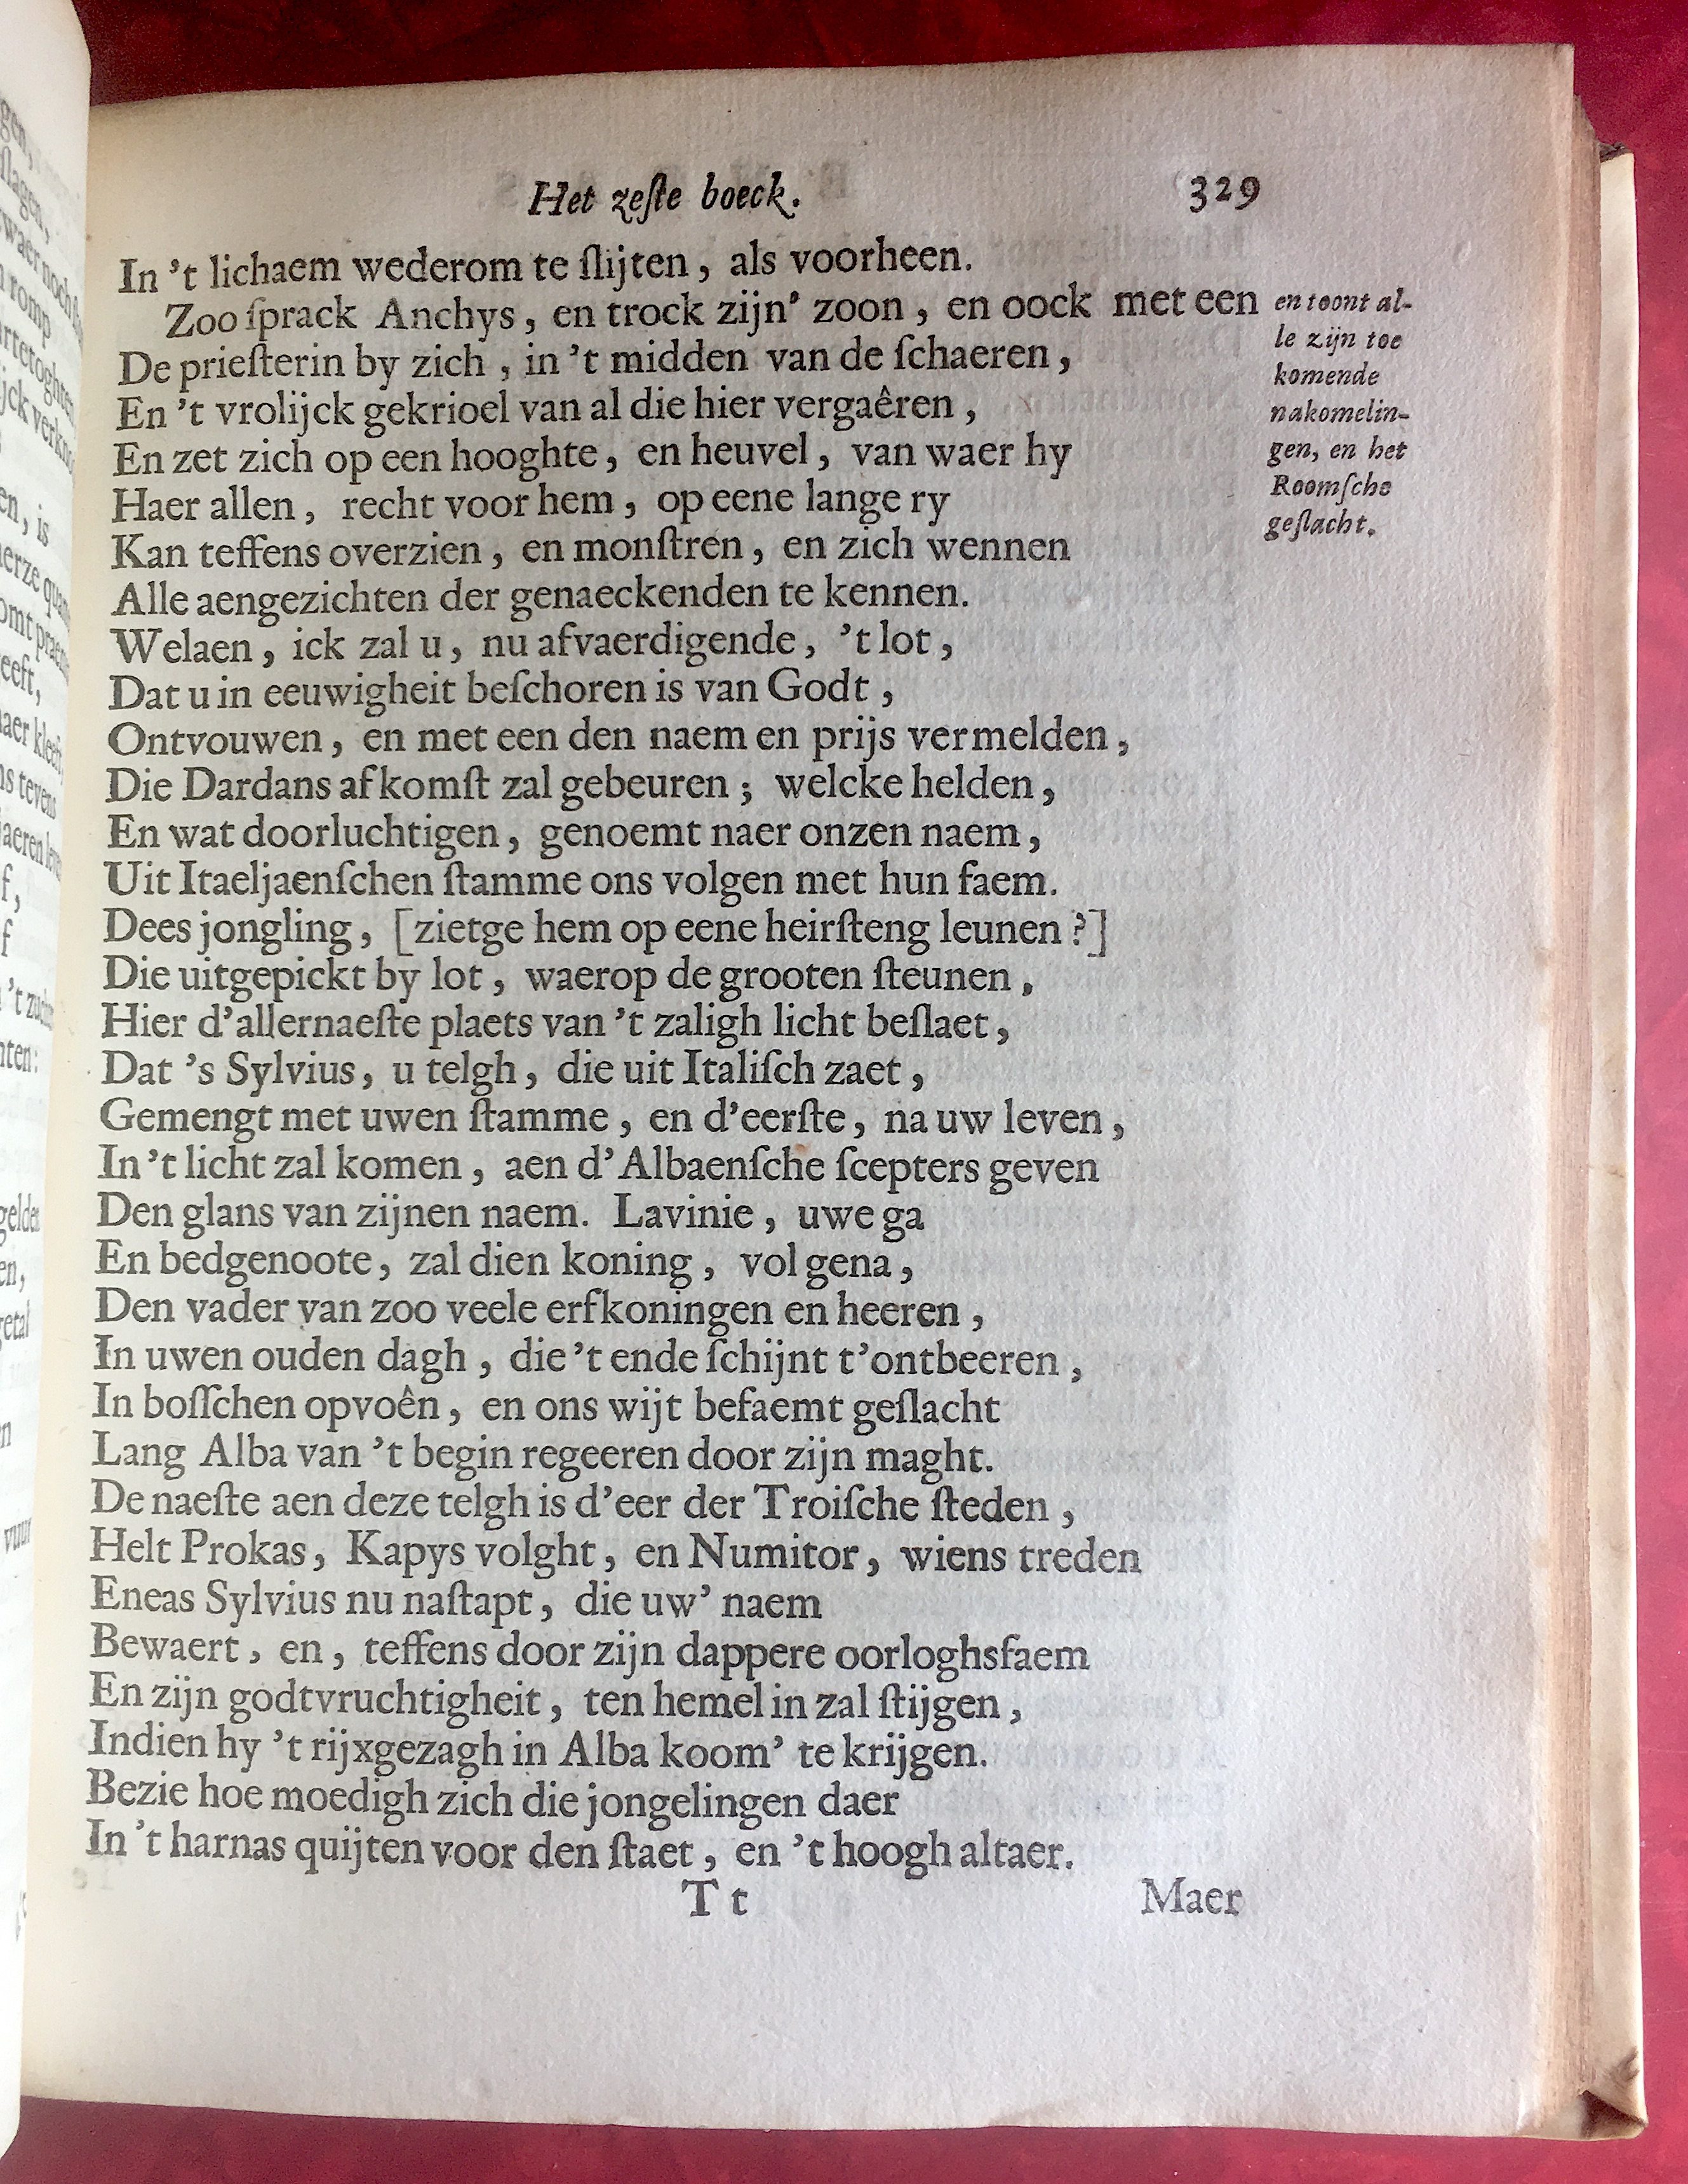 Het zeſte boeck.
329
In 't lichaem wederom te ſlijten, als voorheen.
Zoo ſprack Anchys, en trock zijn' zoon, en oock met een
De prieſterin by zich, in 't midden van de ſchaeren,
En 't vrolijck gekrioel van al die hier vergaêren,
En zet zich op een hooghte, en heuvel, van waer hy
Haer allen, recht voor hem, op eene lange ry
Kan teffens overzien, en monſtren, en zich wennen
Alle aengezichten der genaeckenden te kennen.
Welaen, ick zal u, nu afvaerdigende, 't lot,
Dat u in eeuwigheit beſchoren is van Godt,
Ontvouwen, en met een den naem en prijs vermelden,
Die Dardans afkomſt zal gebeuren; welcke helden,
En wat doorluchtigen, genoemt naer onzen naem,
Uit Itaeljaenſchen ſtamme ons volgen met hun faem.
Dees jongling, [zietge hem op eene heirſteng leunen?]
Die uitgepickt by lot, waerop de grooten ſteunen,
Hier d'allernaeſte plaets van 't zaligh licht beſlaet,
Dat 's Sylvius, u telgh, die uit Italiſch zaet,
Gemengt met uwen ſtamme, en d'eerſte, na uw leven,
In 't licht zal komen, aen d'Albaenſche ſcepters geven
Den glans van zijnen naem. Lavinie, uwe ga
En bedgenoote, zal dien koning, vol gena,
Den vader van zoo veele erfkoningen en heeren,
In uwen ouden dagh, die 't ende ſchijnt t'ontbeeren,
In boſſchen opvoên, en ons wijt befaemt geſlacht
Lang Alba van 't begin regeeren door zijn maght.
De naeſte aen deze telgh is d'eer der Troiſche ſteden,
Helt Prokas, Kapys volght, en Numitor, wiens treden
Eneas Sylvius nu naſtapt, die uw' naem
Bewaert, en, teffens door zijn dappere oorloghsfaem
En zijn godtvruchtigheit, ten hemel in zal ſtijgen,
Indien hy 't rijxgezagh in Alba koom' te krijgen.
Bezie hoe moedigh zich die jongelingen daer
In 't harnas quijten voor den ſtaet, en 't hoogh altaer.
T t
Maer
en toont al-
le zijn toe
komende
nakomelin-
gen, en het
Roomſche
geſlacht.